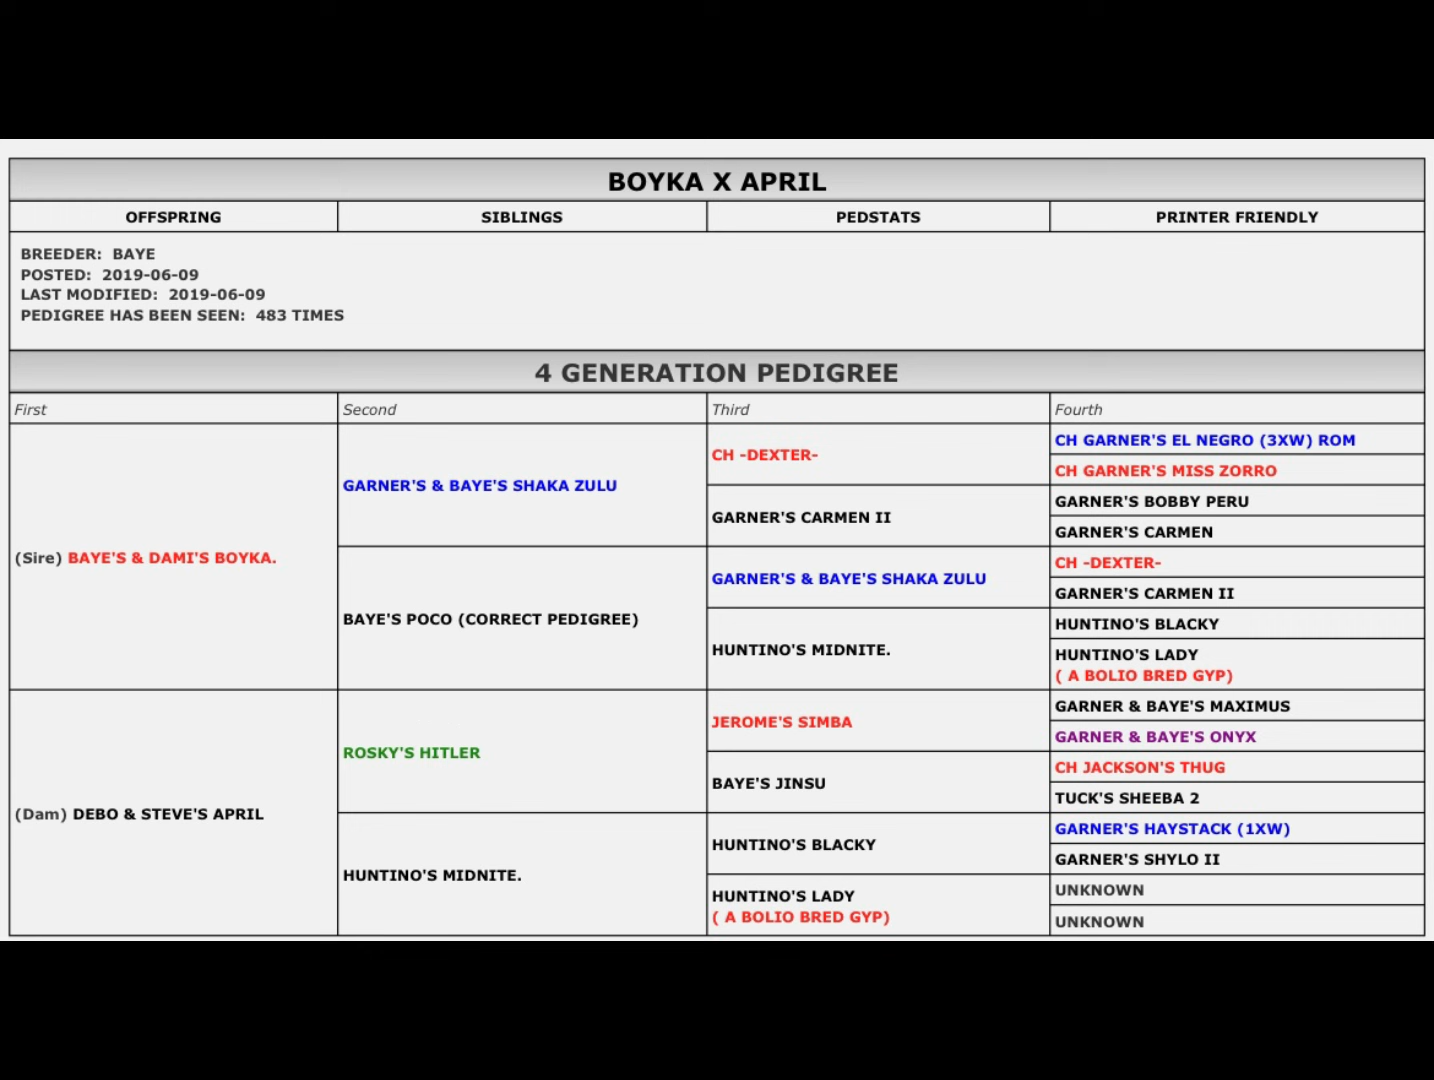 BOYKA X APRIL
OFFSPRING
SIBLINGS
PEDSTATS
PRINTER FRIENDLY
BREEDER: BAYE
POSTED: 2019-06-09
LAST MODIFIED: 2019-06-09
PEDIGREE HAS BEEN SEEN: 483 TIMES
4 GENERATION PEDIGREE
First
Second
Third
Fourth
(Sire) BAYE'S & DAMI'S BOYKA.
GARNER'S & BAYE'S SHAKA ZULU
CH -DEXTER-
CH GARNER'S EL NEGRO (3XW) ROM
CH GARNER'S MISS ZORRO
GARNER'S CARMEN II
GARNER'S BOBBY PERU
GARNER'S CARMEN
BAYE'S POCO (CORRECT PEDIGREE)
GARNER'S & BAYE'S SHAKA ZULU
CH -DEXTER-
GARNER'S CARMEN II
HUNTINO'S MIDNITE.
HUNTINO'S BLACKY
HUNTINO'S LADY
( A BOLIO BRED GYP)
(Dam) DEBO & STEVE'S APRIL
ROSKY'S HITLER
JEROME'S SIMBA
GARNER & BAYE'S MAXIMUS
GARNER & BAYE'S ONYX
BAYE'S JINSU
CH JACKSON'S THUG
TUCK'S SHEEBA 2
HUNTINO'S MIDNITE.
HUNTINO'S BLACKY
GARNER'S HAYSTACK (1XW)
GARNER'S SHYLO II
HUNTINO'S LADY
( A BOLIO BRED GYP)
UNKNOWN
UNKNOWN